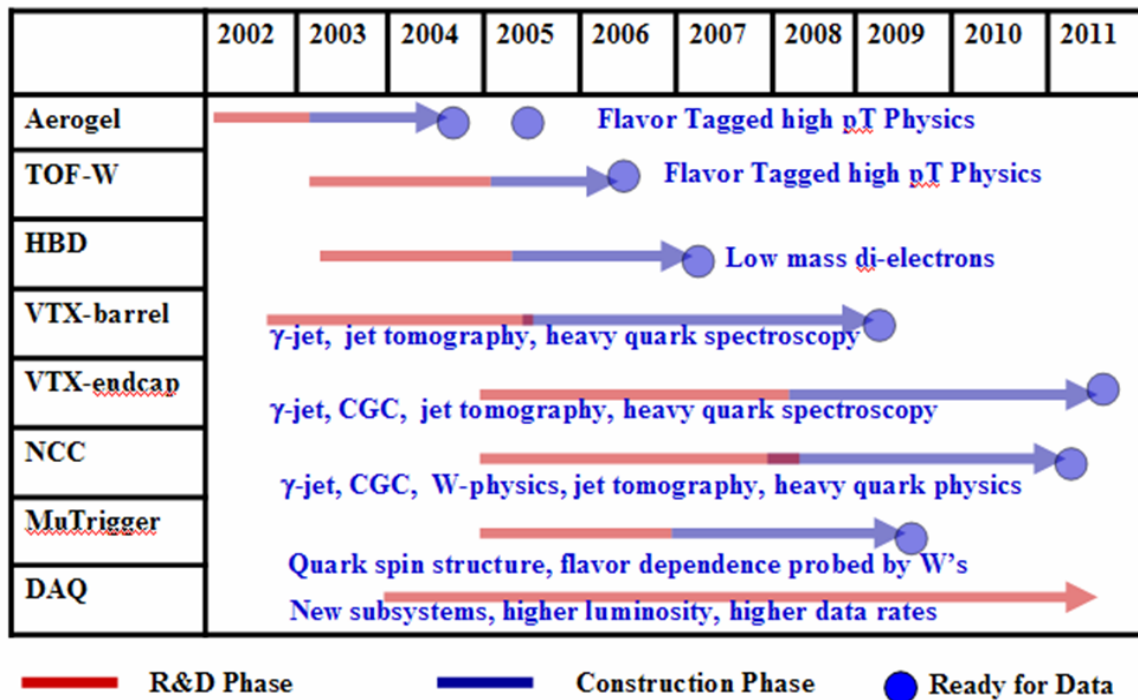 2002 2003 2004 2005 2006 2007 2008 2009 2010 2011
Aerogel Flavor Tagged high pT Physics
TOF-W Flavor Tagged high pT Physics
HBD Low mass di-electrons
VTX-barrel
γ-jet, jet tomography, heavy quark spectroscopy
VTX-endcap
γ-jet, CGC, jet tomography, heavy quark spectroscopy
NCC
γ-jet, CGC, W-physics, jet tomography, heavy quark physics
MuTrigger
Quark spin structure, flavor dependence probed by W's
DAQ
New subsystems, higher luminosity, higher data rates
R&D Phase Construction Phase Ready for Data